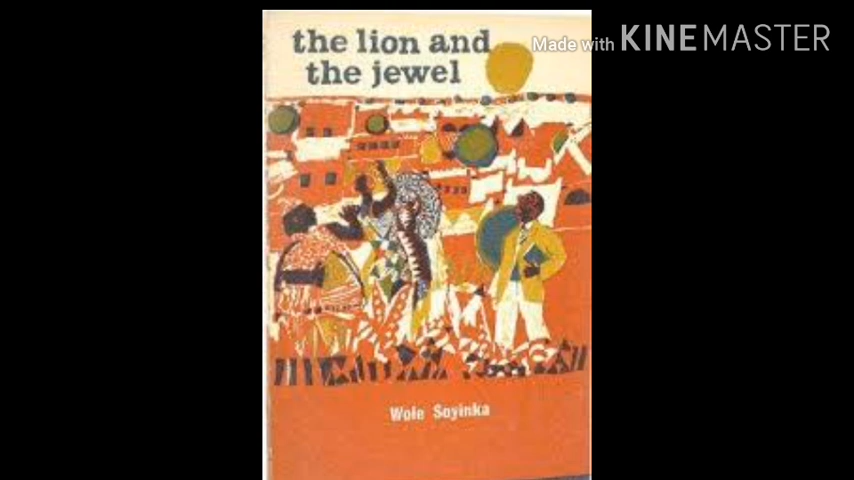 the lion and
the jewel
Made with KINEMASTER
Wole Soyinka